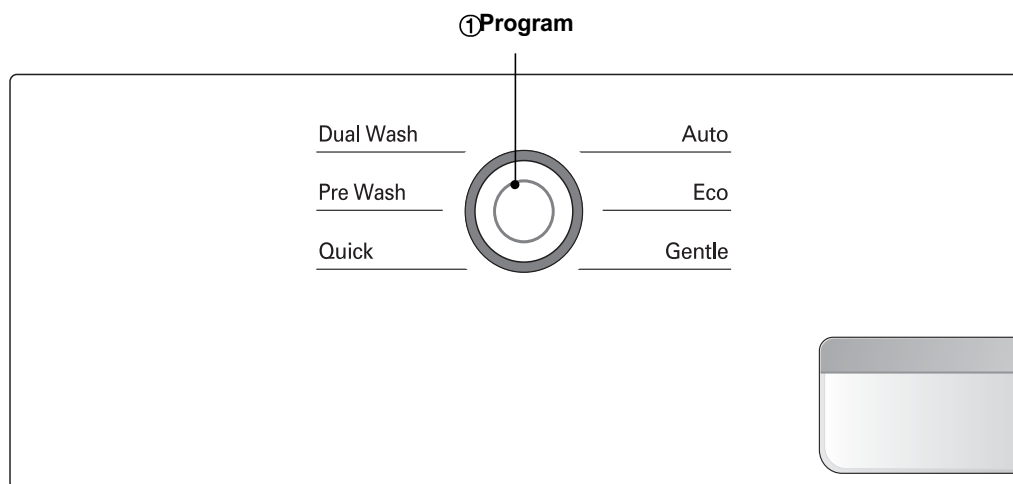 ①Program
Dual Wash
Auto
Pre Wash
Eco
Quick
Gentle